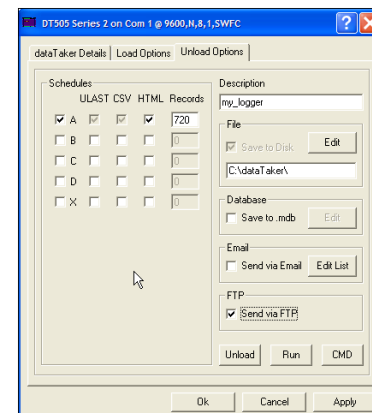 DT505 Series 2 on Com 1 @ 9600,N,8,1,SWFC
dataTaker Details Load Options Unload Options
Schedules
ULAST CSV HTML Records
A 720
B 0
C 0
D 0
X 0
Description
my_logger
File
Save to Disk Edit
C:\dataTaker\
Database
Save to .mdb Edit
Email
Send via Email Edit List
FTP
Send via FTP
Unload Run CMD
Ok Cancel Apply